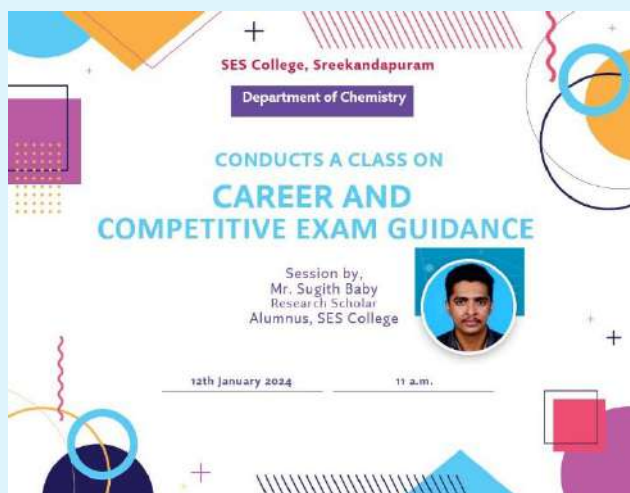 SES College, Sreekandapuram
Department of Chemistry
CONDUCTS A CLASS ON
CAREER AND
COMPETITIVE EXAM GUIDANCE
Session by,
Mr. Sugith Baby
Research Scholar
Alumnus, SES College
12th January 2024 11 a.m.